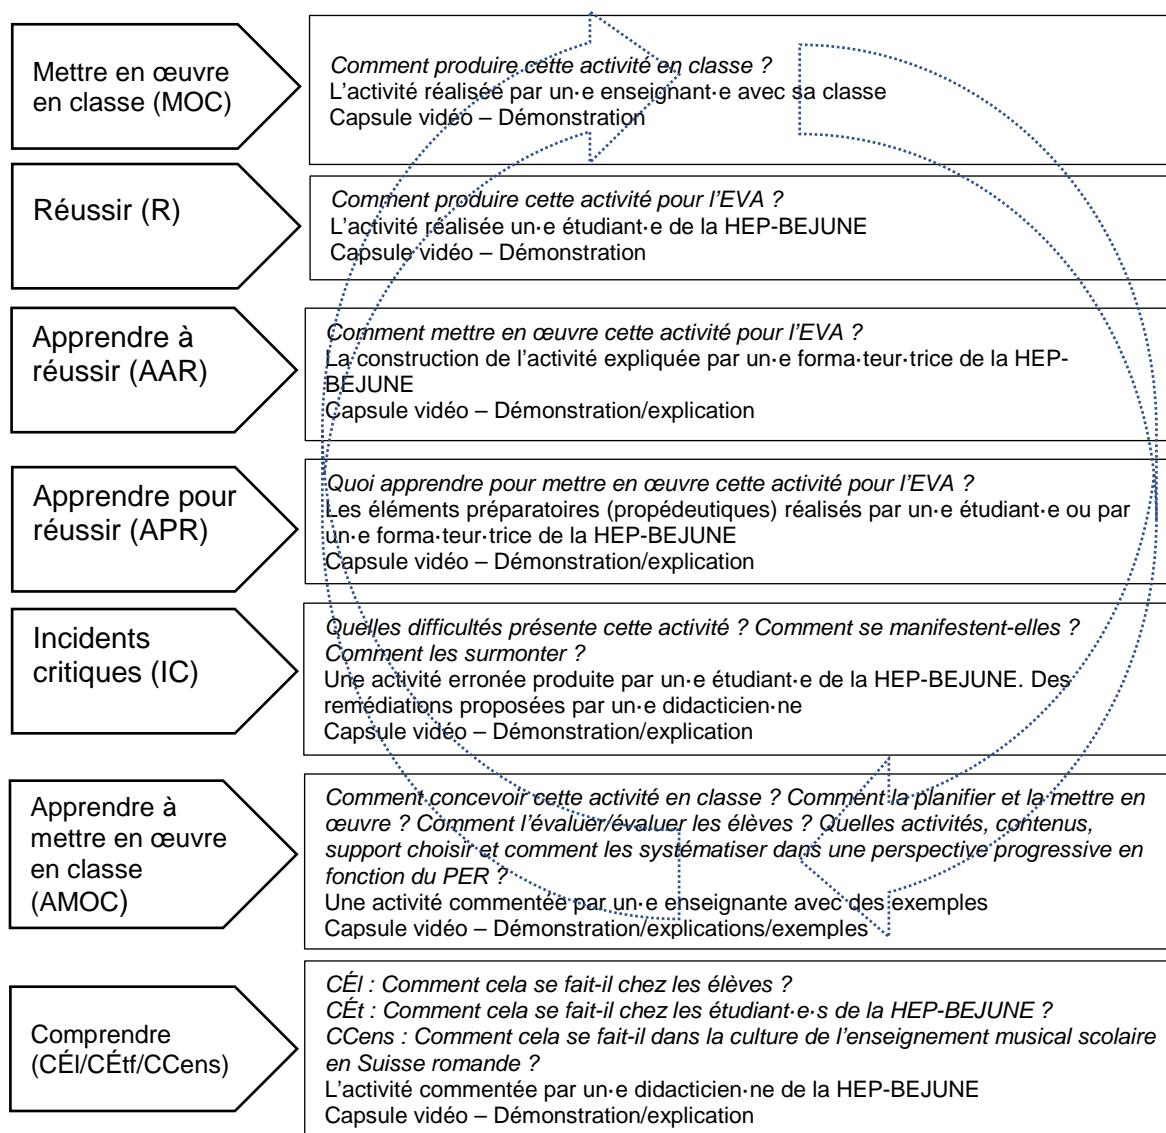 Mettre en œuvre
en classe (MOC)
Comment produire cette activité en classe ?
L'activité réalisée par un·e enseignant·e avec sa classe
Capsule vidéo – Démonstration
Réussir (R)
Comment produire cette activité pour l'EVA ?
L'activité réalisée un·e étudiant·e de la HEP-BEJUNE
Capsule vidéo – Démonstration
Apprendre à
réussir (AAR)
Comment mettre en œuvre cette activité pour l'EVA ?
La construction de l'activité expliquée par un·e forma·teur·trice de la HEP-
BEJUNE
Capsule vidéo – Démonstration/explication
Apprendre pour
réussir (APR)
Quoi apprendre pour mettre en œuvre cette activité pour l'EVA ?
Les éléments préparatoires (propédeutiques) réalisés par un·e étudiant·e ou par
un·e forma·teur·trice de la HEP-BEJUNE
Capsule vidéo – Démonstration/explication
Incidents
critiques (IC)
Quelles difficultés présente cette activité ? Comment se manifestent-elles ?
Comment les surmonter ?
Une activité erronée produite par un·e étudiant·e de la HEP-BEJUNE. Des
remédiations proposées par un·e didacticien·ne
Capsule vidéo – Démonstration/explication
Apprendre à
mettre en œuvre
en classe
(AMOC)
Comment concevoir cette activité en classe ? Comment la planifier et la mettre en
œuvre ? Comment l'évaluer/évaluer les élèves ? Quelles activités, contenus,
support choisir et comment les systématiser dans une perspective progressive en
fonction du PER ?
Une activité commentée par un·e enseignante avec des exemples
Capsule vidéo – Démonstration/explications/exemples
Comprendre
(CÉl/CÉtf/CCens)
CÉl : Comment cela se fait-il chez les élèves ?
CÉt : Comment cela se fait-il chez les étudiant·e·s de la HEP-BEJUNE ?
CCens : Comment cela se fait-il dans la culture de l'enseignement musical scolaire
en Suisse romande ?
L'activité commentée par un·e didacticien·ne de la HEP-BEJUNE
Capsule vidéo – Démonstration/explication